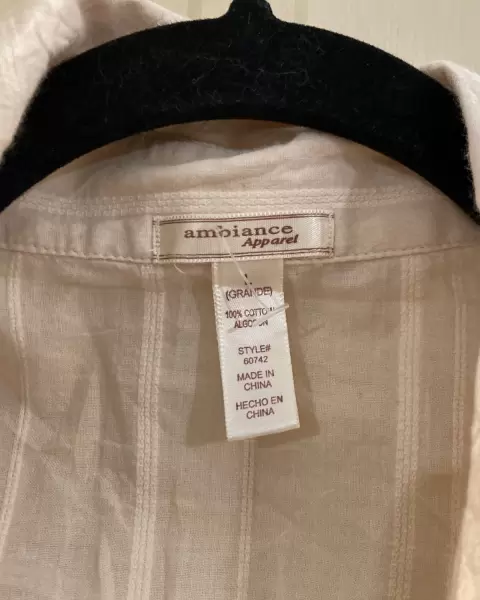 ambiance
Apparel
(GRANDE)
100% COTTON
ALGODON
STYLE#
60742
MADE IN
CHINA
HECHO EN
CHINA